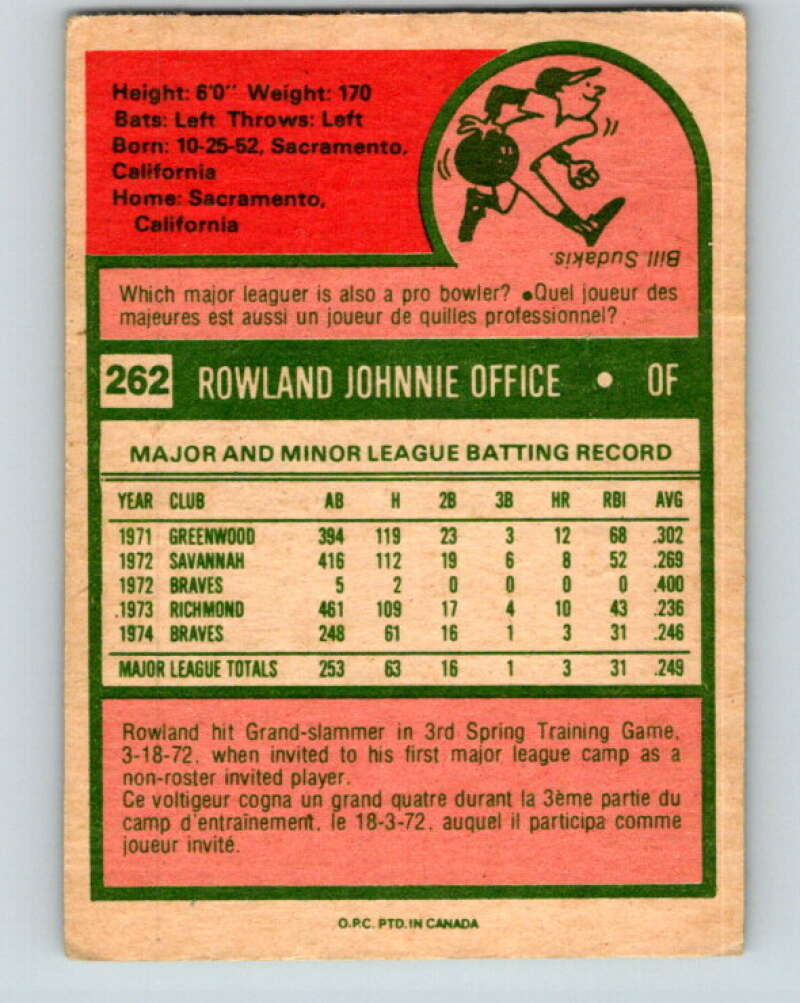 Height: 6'0" Weight: 170
Bats: Left Throws: Left
Born: 10-25-52, Sacramento,
California
Home: Sacramento,
California
Bill Sudakis.
Which major leaguer is also a pro bowler? •Quel joueur des
majeures est aussi un joueur de quilles professionnel?
262 ROWLAND JOHNNIE OFFICE • OF
MAJOR AND MINOR LEAGUE BATTING RECORD
YEAR CLUB AB H 2B 3B HR RBI AVG
1971 GREENWOOD 394 119 23 3 12 68 .302
1972 SAVANNAH 416 112 19 6 8 52 .269
1972 BRAVES 5 2 0 0 0 0 .400
1973 RICHMOND 461 109 17 4 10 43 .236
1974 BRAVES 248 61 16 1 3 31 .246
MAJOR LEAGUE TOTALS 253 63 16 1 3 31 .249
Rowland hit Grand-slammer in 3rd Spring Training Game,
3-18-72, when invited to his first major league camp as a
non-roster invited player.
Ce voltigeur cogna un grand quatre durant la 3ème partie du
camp d'entraînement, le 18-3-72, auquel il participa comme
joueur invité.
O.P.C. PTD. IN CANADA